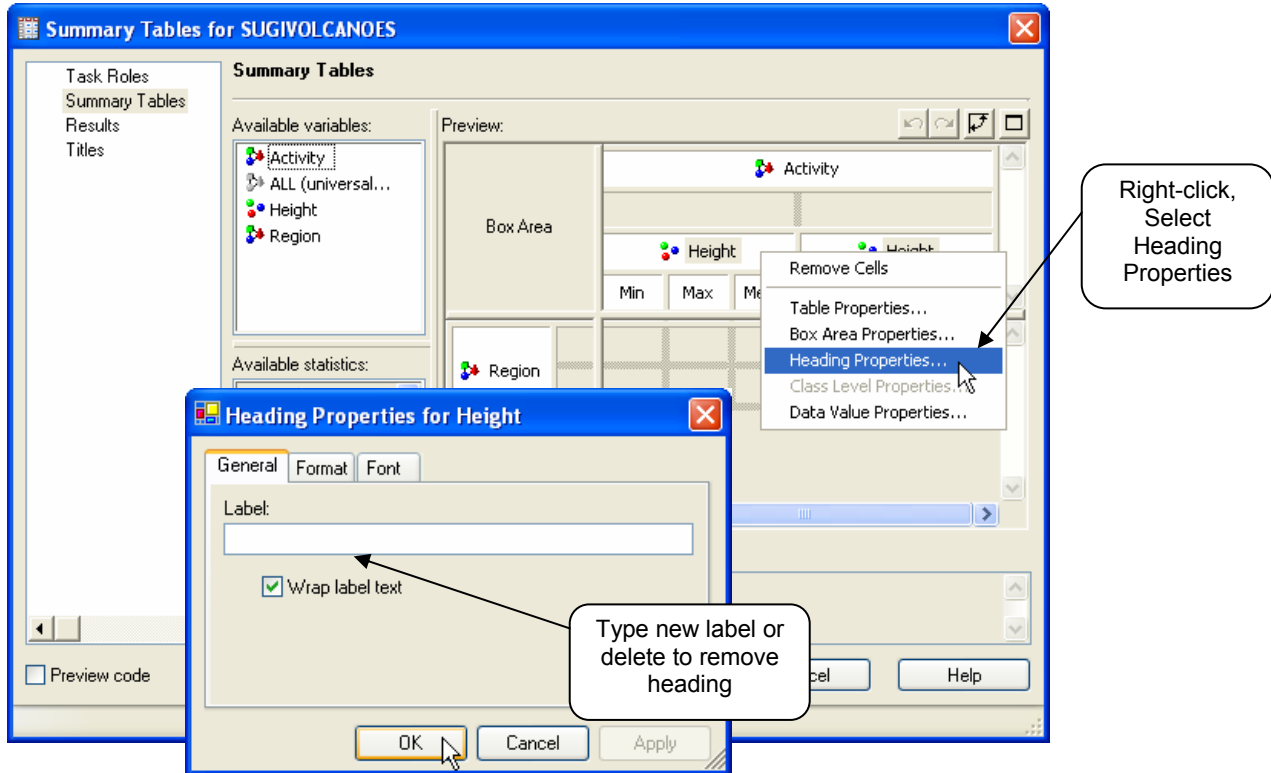 Summary Tables for SUGIVOLCANOES
Task Roles
Summary Tables
Results
Titles
Summary Tables
Available variables:
Activity
ALL (universal...
Height
Region
Available statistics:
Preview:
Activity
Box Area
Height
Height
Min
Max
Region
Remove Cells
Table Properties...
Box Area Properties...
Heading Properties...
Class Level Properties...
Data Value Properties...
Right-click,
Select
Heading
Properties
Heading Properties for Height
General
Format
Font
Label:
Wrap label text
Type new label or
delete to remove
heading
OK
Cancel
Apply
Preview code
cel
Help